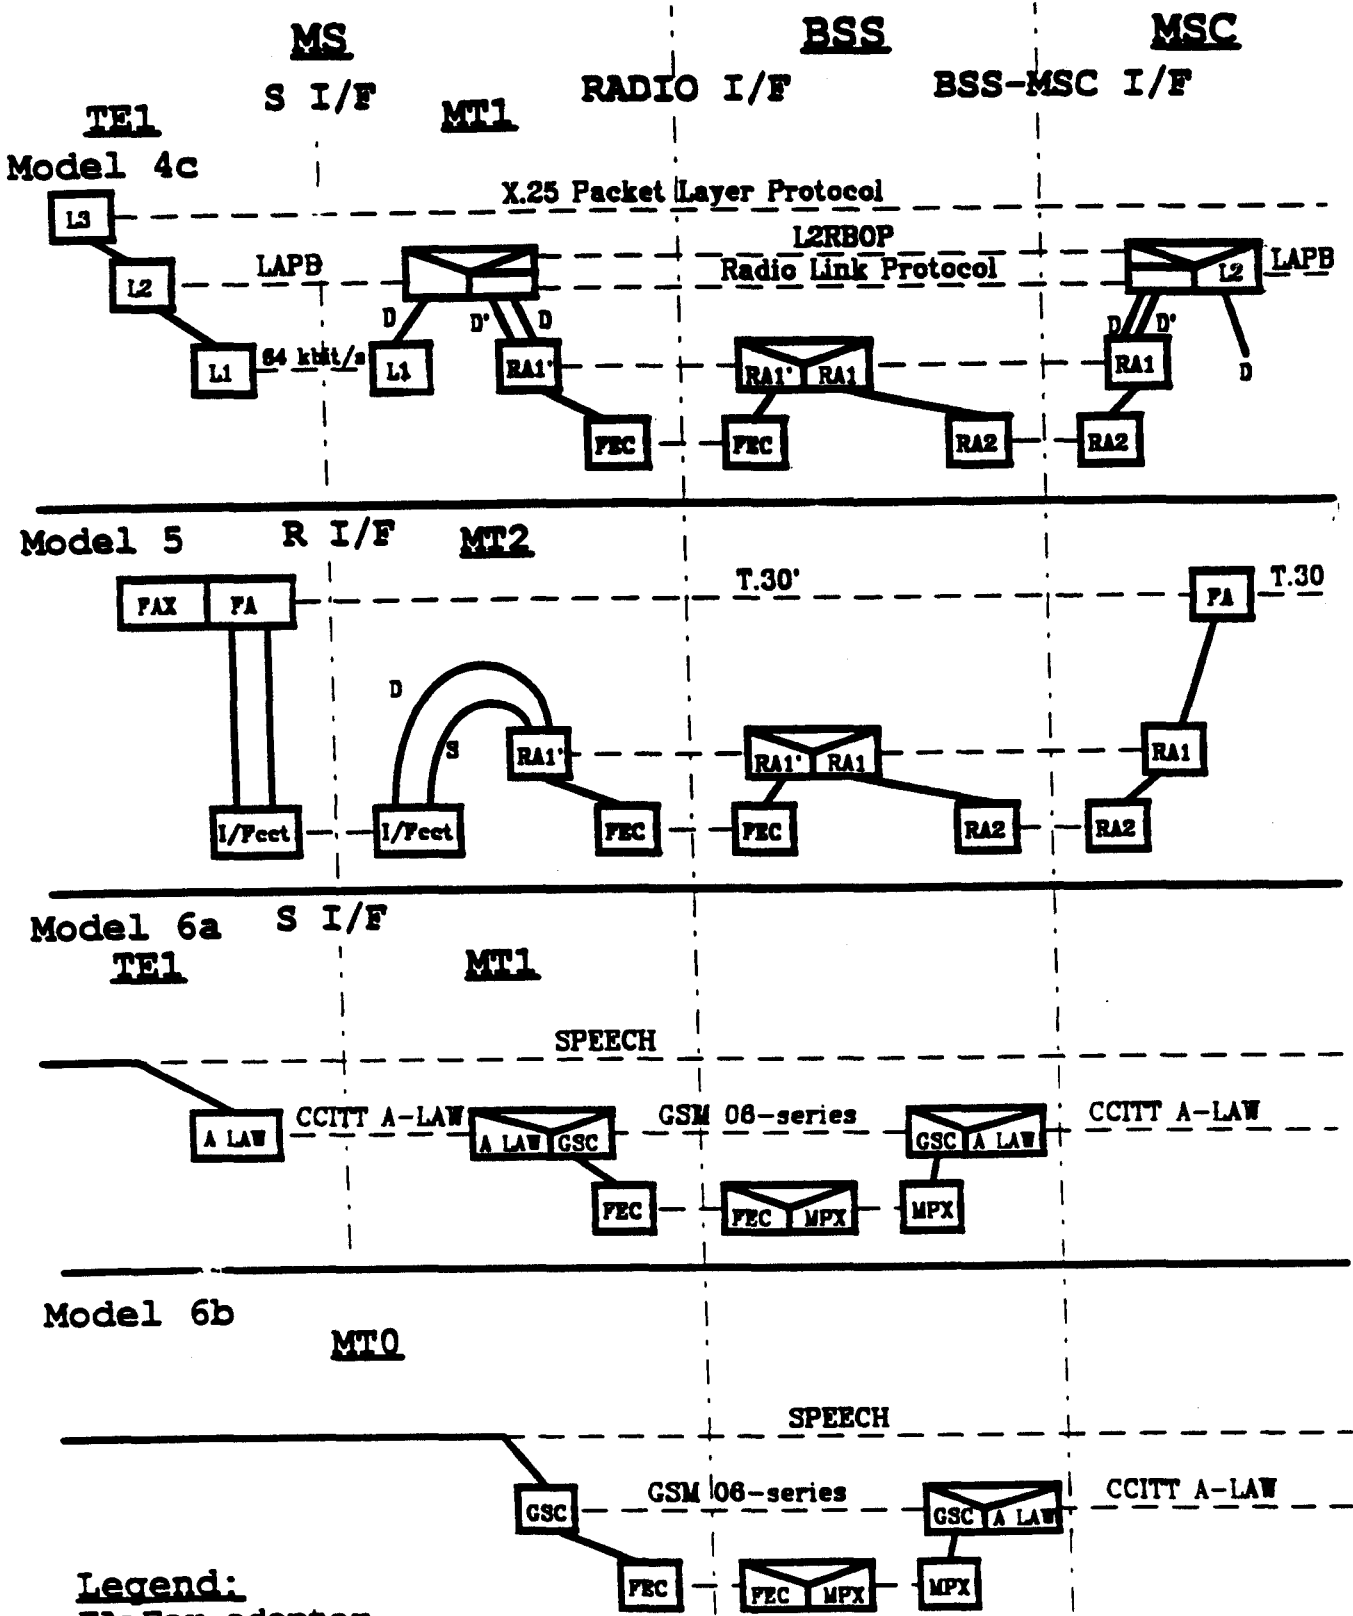 MS BSS MSC
S I/F RADIO I/F BSS-MSC I/F
TE1 MT1
Model 4c
X.25 Packet Layer Protocol
L3
L2RBOP
LAPB Radio Link Protocol L2 LAPB
L2
D D' D D D'
64 kbit/s
L1 L1 RA1' RA1' RA1 RA1 D
FEC FEC RA2 RA2
Model 5 R I/F MT2
T.30' T.30
FAX FA FA
D
S
RA1' RA1' RA1 RA1
I/Fcct I/Fcct FEC FEC RA2 RA2
Model 6a S I/F
TE1 MT1
SPEECH
CCITT A-LAW GSM 06-series CCITT A-LAW
A LAW A LAW GSC GSC A LAW
FEC FEC MPX MPX
Model 6b
MT0
SPEECH
GSM 06-series CCITT A-LAW
GSC GSC A LAW
FEC FEC MPX MPX
Legend: